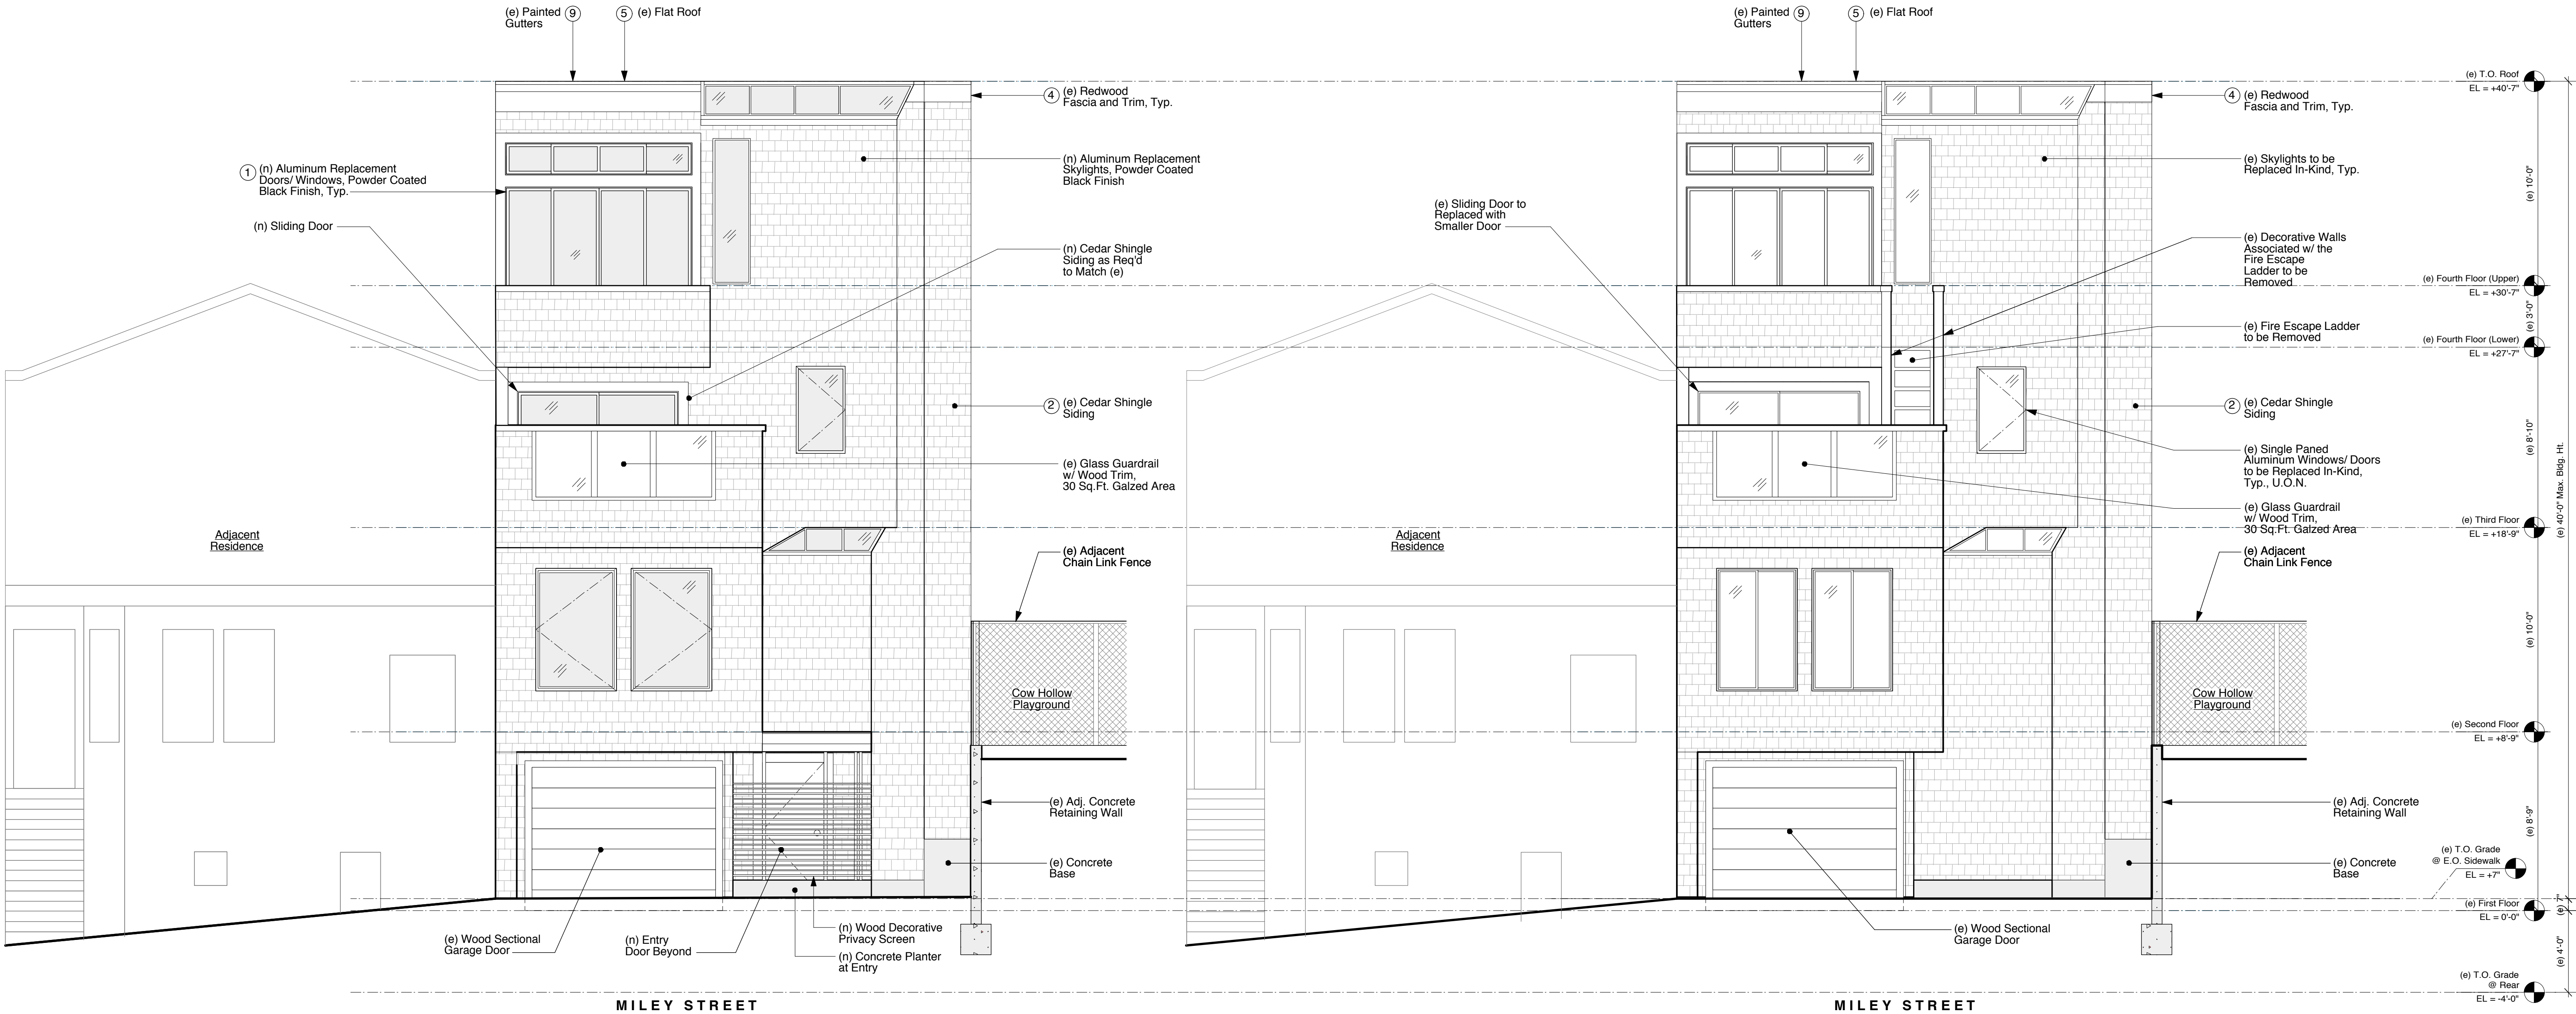 (e) Painted
Gutters
9
5
(e) Flat Roof
4
(e) Redwood
Fascia and Trim, Typ.
1
(n) Aluminum Replacement
Doors/ Windows, Powder Coated
Black Finish, Typ.
(n) Aluminum Replacement
Skylights, Powder Coated
Black Finish
(n) Sliding Door
(n) Cedar Shingle
Siding as Req'd
to Match (e)
2
(e) Cedar Shingle
Siding
(e) Glass Guardrail
w/ Wood Trim,
30 Sq.Ft. Galzed Area
Adjacent
Residence
(e) Adjacent
Chain Link Fence
Cow Hollow
Playground
(e) Adj. Concrete
Retaining Wall
(e) Concrete
Base
(e) Wood Sectional
Garage Door
(n) Entry
Door Beyond
(n) Wood Decorative
Privacy Screen
(n) Concrete Planter
at Entry
MILEY STREET
(e) Painted
Gutters
9
5
(e) Flat Roof
4
(e) Redwood
Fascia and Trim, Typ.
(e) Skylights to be
Replaced In-Kind, Typ.
(e) Sliding Door to
Replaced with
Smaller Door
(e) Decorative Walls
Associated w/ the
Fire Escape
Ladder to be
Removed
(e) Fire Escape Ladder
to be Removed
2
(e) Cedar Shingle
Siding
(e) Single Paned
Aluminum Windows/ Doors
to be Replaced In-Kind,
Typ., U.O.N.
(e) Glass Guardrail
w/ Wood Trim,
30 Sq.Ft. Galzed Area
Adjacent
Residence
(e) Adjacent
Chain Link Fence
Cow Hollow
Playground
(e) Adj. Concrete
Retaining Wall
(e) Concrete
Base
(e) Wood Sectional
Garage Door
MILEY STREET
(e) T.O. Roof
EL = +40'-7"
(e) 10'-0"
(e) Fourth Floor (Upper)
EL = +30'-7"
(e) 3'-0"
(e) Fourth Floor (Lower)
EL = +27'-7"
(e) 8'-10"
(e) 40'-0" Max. Bldg. Ht.
(e) Third Floor
EL = +18'-9"
(e) 10'-0"
(e) Second Floor
EL = +8'-9"
(e) 8'-9"
(e) T.O. Grade
@ E.O. Sidewalk
EL = +7"
(e) 7"
(e) First Floor
EL = 0'-0"
(e) 4'-0"
(e) T.O. Grade
@ Rear
EL = -4'-0"